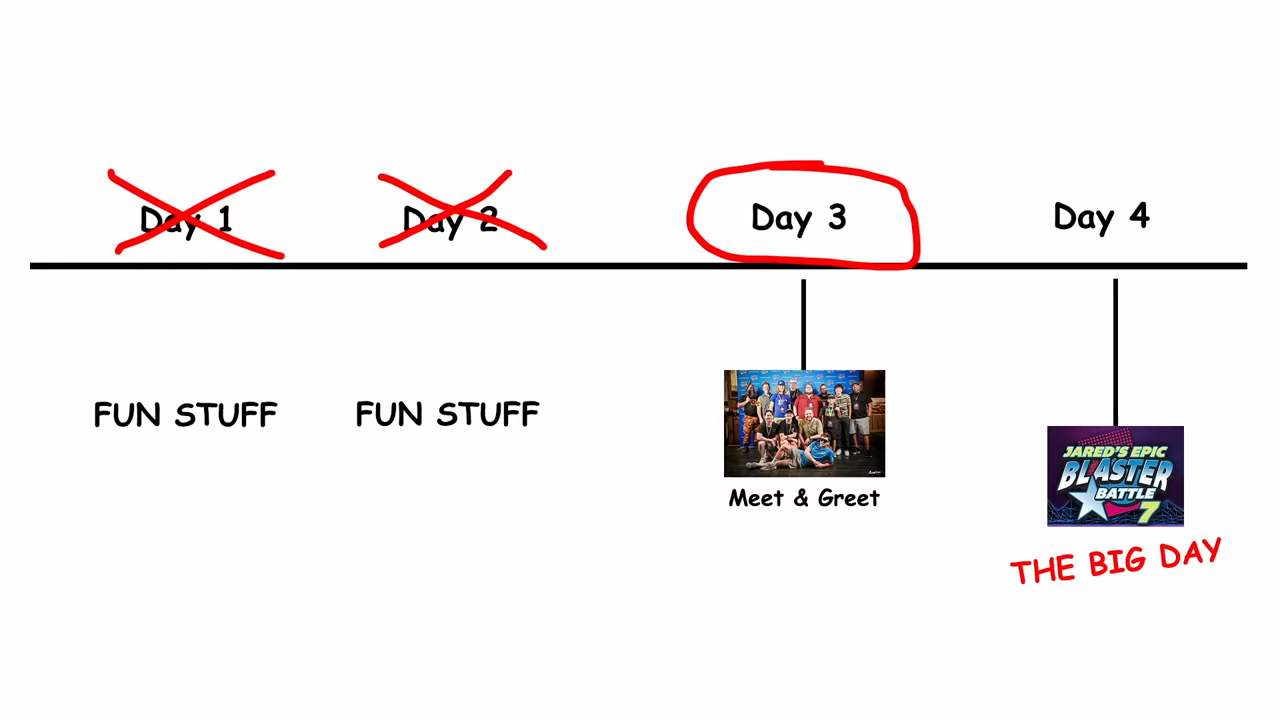 Day 1
Day 2
Day 3
Day 4
FUN STUFF
FUN STUFF
Meet & Greet
JARED'S EPIC
BLASTER
BATTLE
7
THE BIG DAY